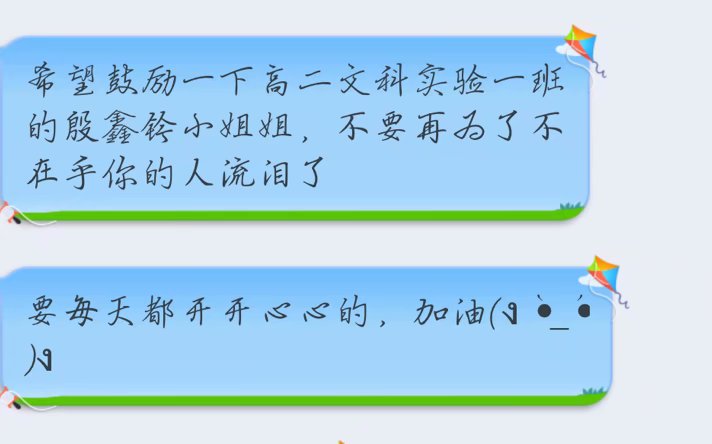 希望鼓励一下高二文科实验一班
的殷鑫铃小姐姐，不要再为了不
在乎你的人流泪了
要每天都开开心心的，加油(ง •̀_•́
)ง